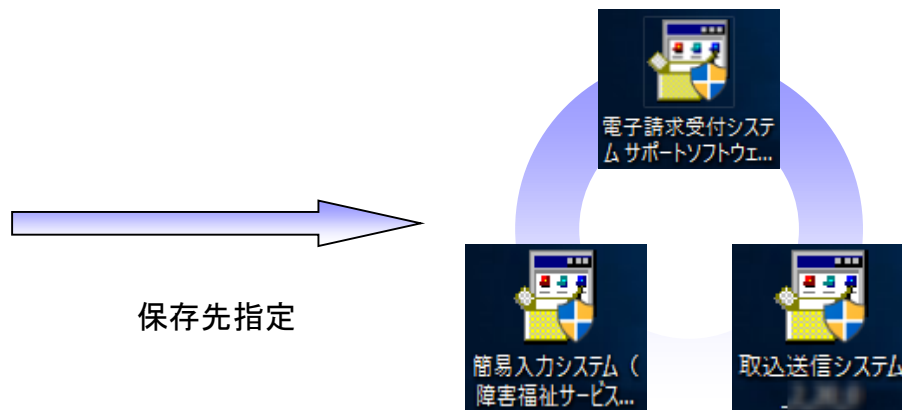 電子請求受付システ
ム サポートソフトウェ...
保存先指定
簡易入力システム（
障害福祉サービス...
取込送信システム